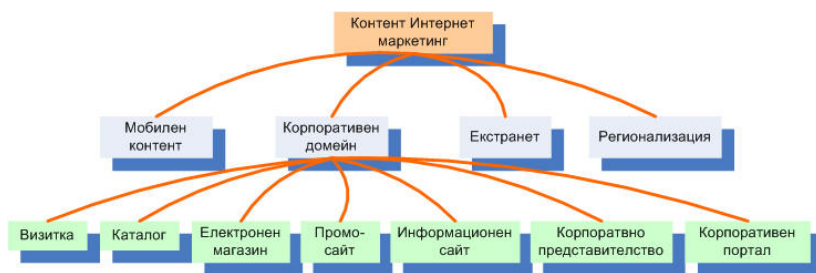 Контент Интернет
маркетинг
Мобилен
контент
Корпоративен
домейн
Екстранет
Регионализация
Визитка
Каталог
Електронен
магазин
Промо-
сайт
Информационен
сайт
Корпоратвно
представителство
Корпоративен
портал